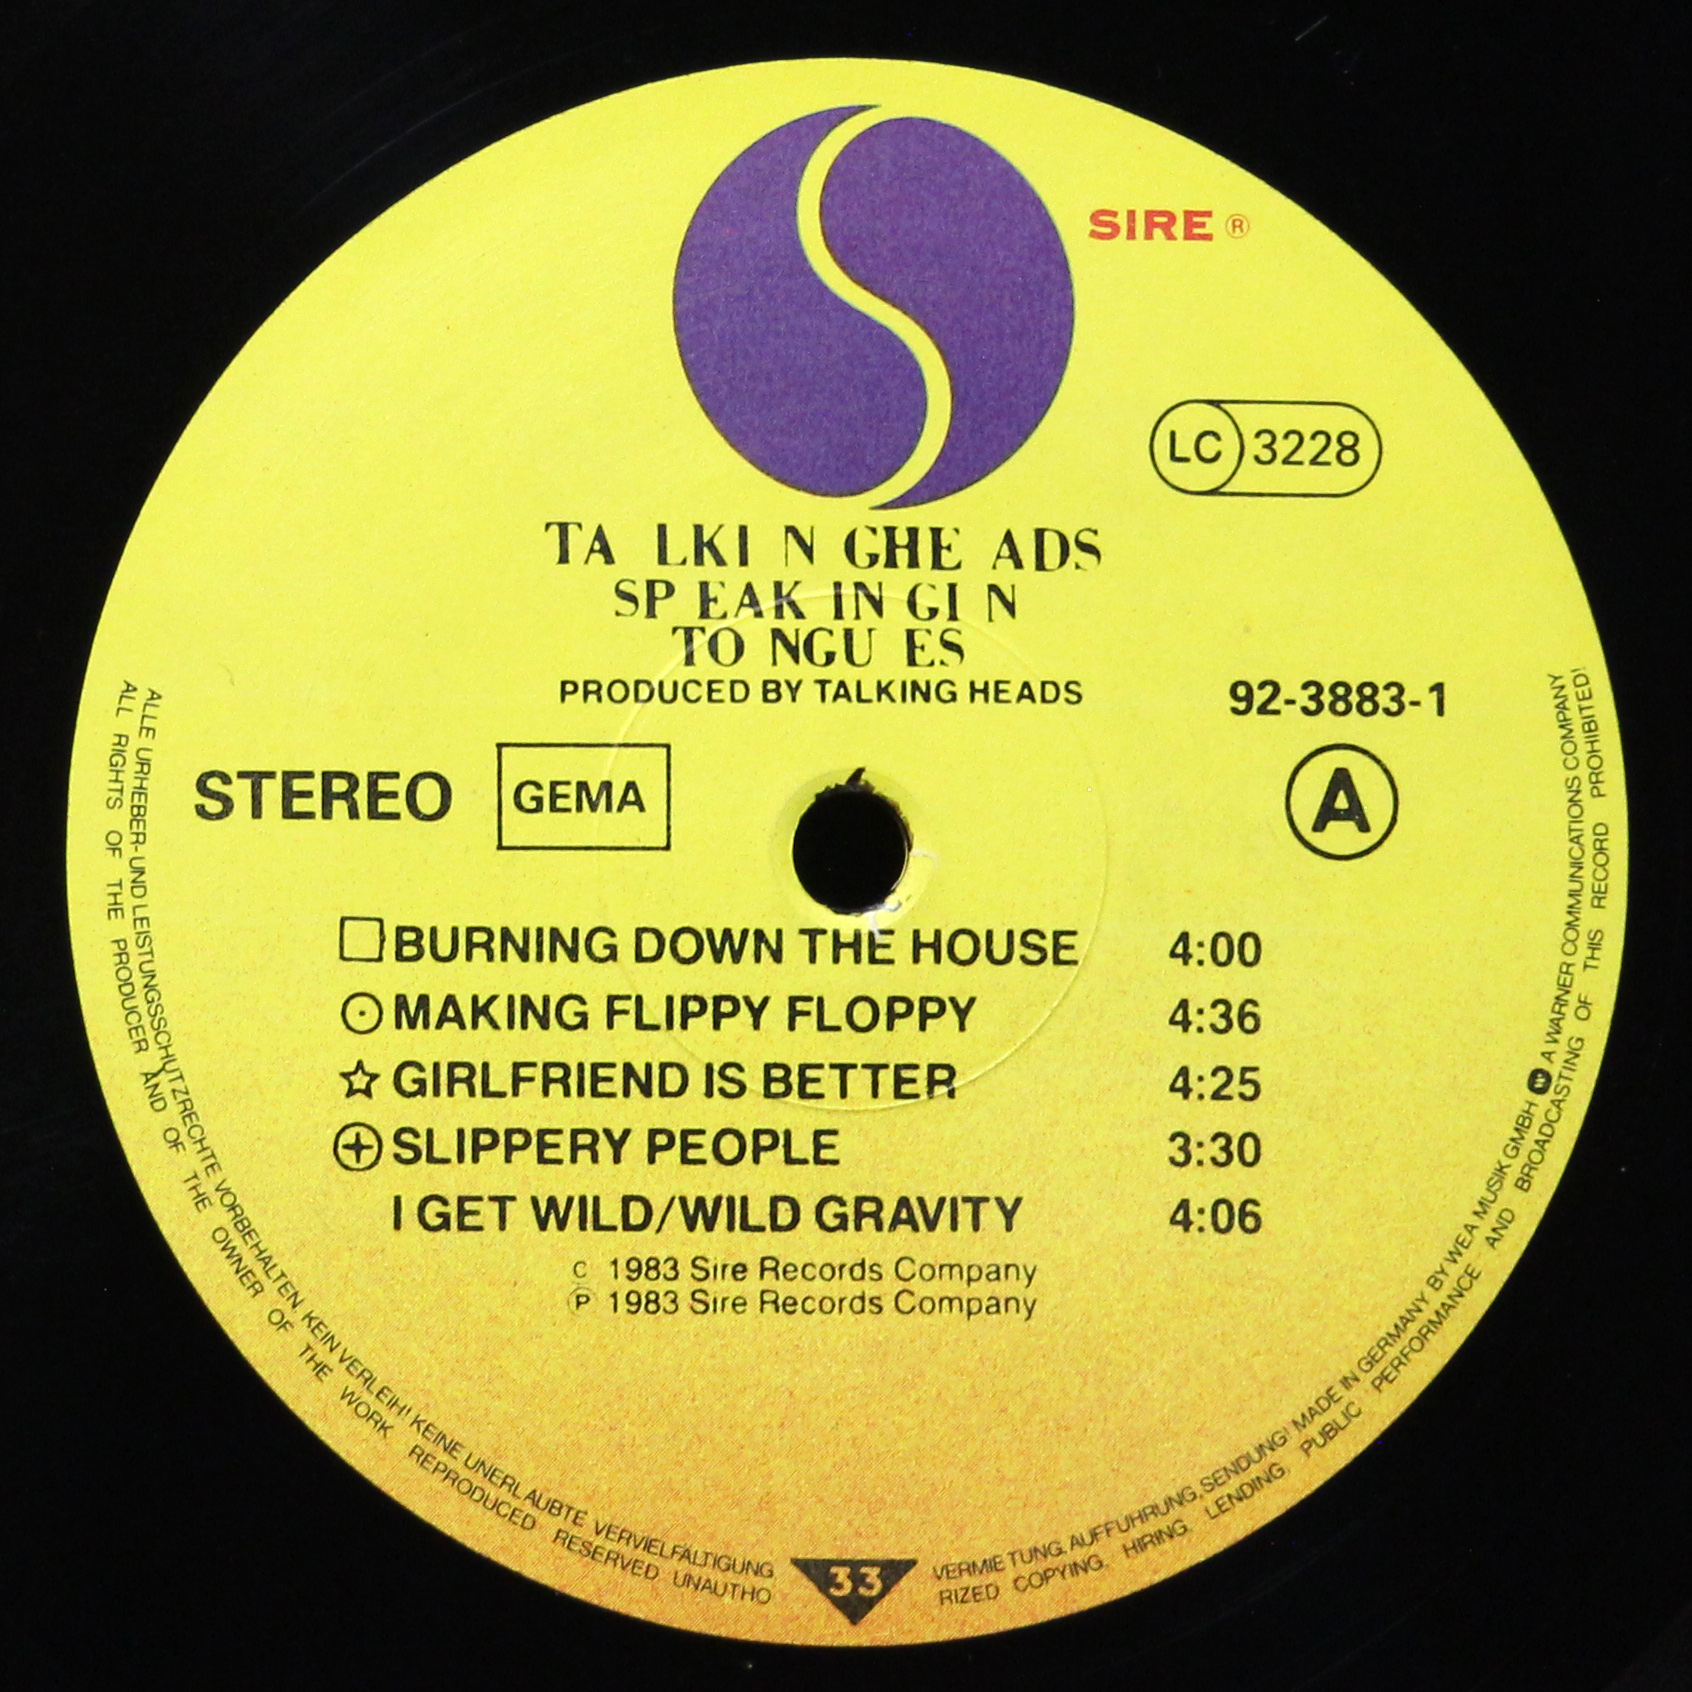 SIRE ®
LC 3228
TA LKI N GHE ADS
SP EAK IN GI N
TO NGU ES
PRODUCED BY TALKING HEADS
92-3883-1
STEREO
GEMA
A
BURNING DOWN THE HOUSE 4:00
MAKING FLIPPY FLOPPY 4:36
GIRLFRIEND IS BETTER 4:25
SLIPPERY PEOPLE 3:30
I GET WILD/WILD GRAVITY 4:06
C 1983 Sire Records Company
℗ 1983 Sire Records Company
ALLE URHEBER- UND LEISTUNGSSCHUTZRECHTE VORBEHALTEN KEIN VERLEIH! KEINE UNERLAUBTE VERVIELFÄLTIGUNG VERMIETUNG, AUFFUHRUNG, SENDUNG! MADE IN GERMANY BY WEA MUSIK GMBH A WARNER COMMUNICATIONS COMPANY
ALL RIGHTS OF THE PRODUCER AND OF THE OWNER OF THE WORK REPRODUCED RESERVED UNAUTHO RIZED COPYING, HIRING, LENDING, PUBLIC PERFORMANCE AND BROADCASTING OF THIS RECORD PROHIBITED!
33